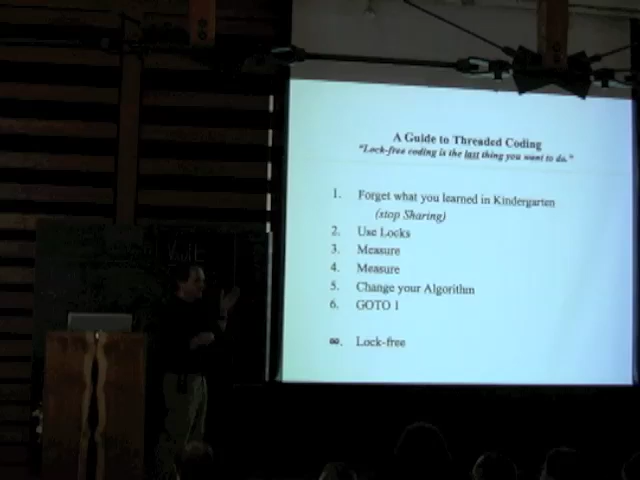 A Guide to Threaded Coding
"Lock-free coding is the last thing you want to do."
1. Forget what you learned in Kindergarten
(stop Sharing)
2. Use Locks
3. Measure
4. Measure
5. Change your Algorithm
6. GOTO 1
∞. Lock-free